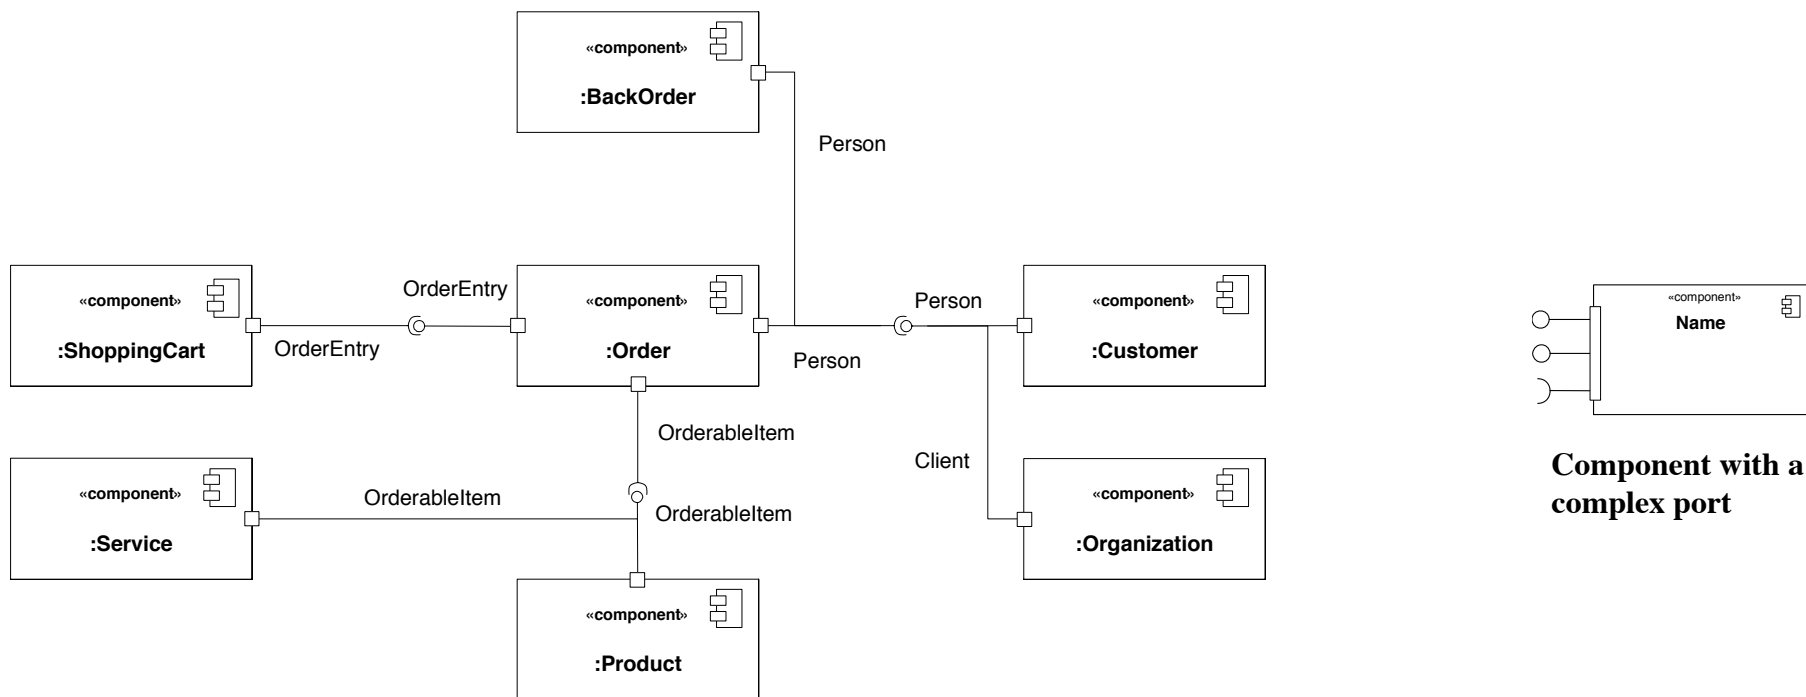 «component»
:BackOrder
Person
«component»
:ShoppingCart
OrderEntry
OrderEntry
«component»
:Order
Person
Person
«component»
:Customer
«component»
Name
OrderableItem
Client
Component with a
complex port
«component»
:Service
OrderableItem
OrderableItem
«component»
:Organization
«component»
:Product